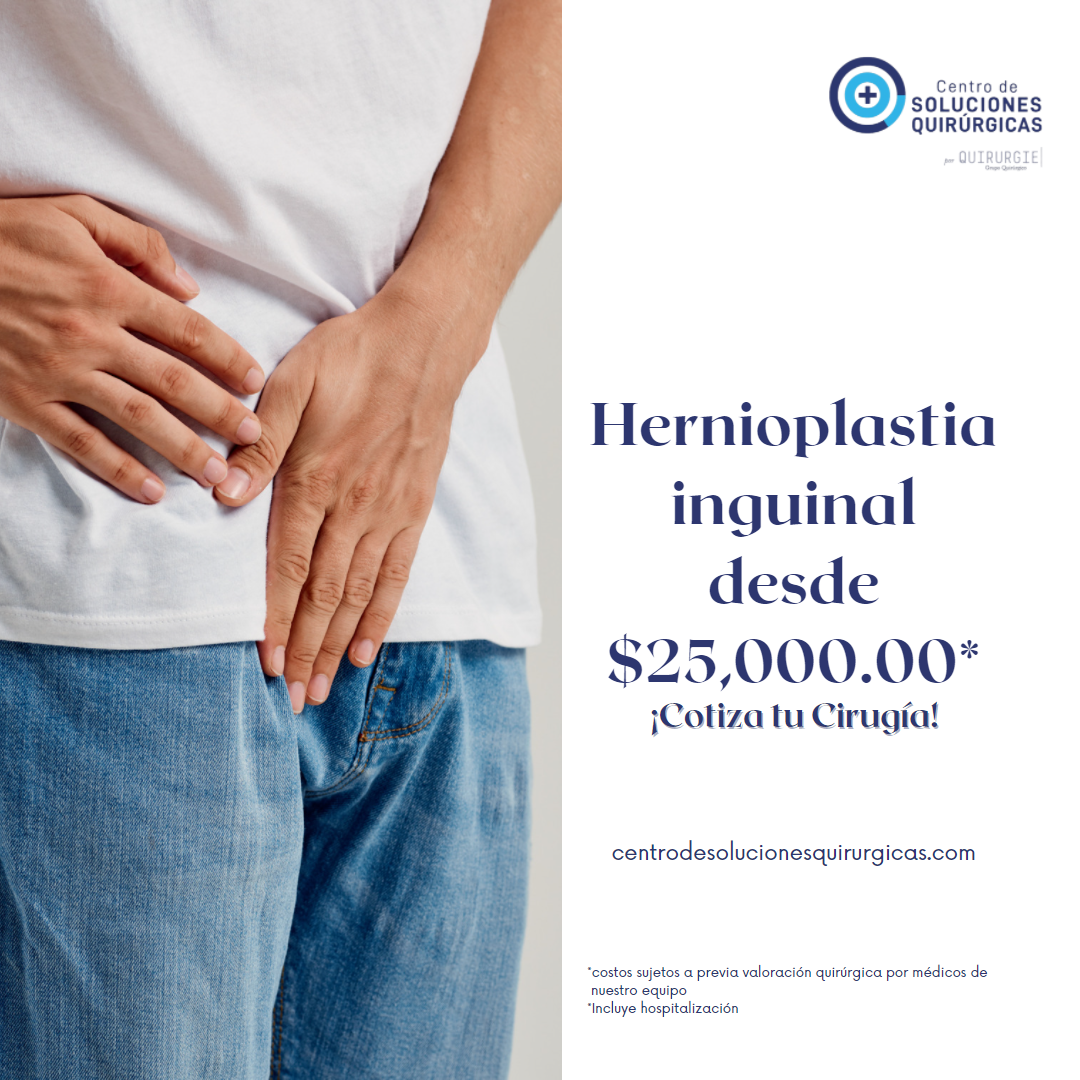 Centro de
SOLUCIONES
QUIRÚRGICAS
por QUIRURGIE
Hernioplastia
inguinal
desde
$25,000.00*
¡Cotiza tu Cirugía!
centrodesolucionesquirurgicas.com
*costos sujetos a previa valoración quirúrgica por médicos de
nuestro equipo
*Incluye hospitalización